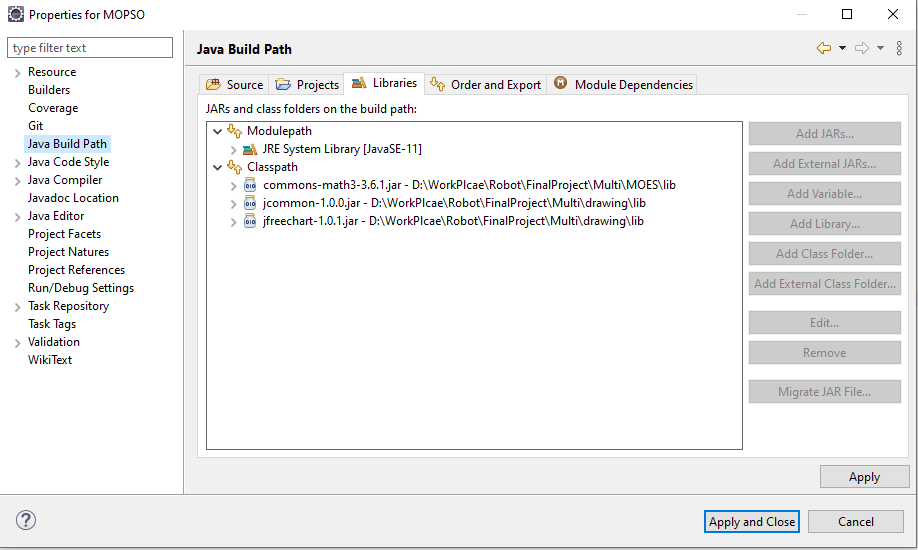 Properties for MOPSO
type filter text
Resource
Builders
Coverage
Git
Java Build Path
Java Code Style
Java Compiler
Javadoc Location
Java Editor
Project Facets
Project Natures
Project References
Run/Debug Settings
Task Repository
Task Tags
Validation
WikiText
Java Build Path
Source Projects Libraries Order and Export Module Dependencies
JARs and class folders on the build path:
Modulepath
JRE System Library [JavaSE-11]
Classpath
commons-math3-3.6.1.jar - D:\WorkPlcae\Robot\FinalProject\Multi\MOES\lib
jcommon-1.0.0.jar - D:\WorkPlcae\Robot\FinalProject\Multi\drawing\lib
jfreechart-1.0.1.jar - D:\WorkPlcae\Robot\FinalProject\Multi\drawing\lib
Add JARs...
Add External JARs...
Add Variable...
Add Library...
Add Class Folder...
Add External Class Folder...
Edit...
Remove
Migrate JAR File...
Apply
Apply and Close
Cancel